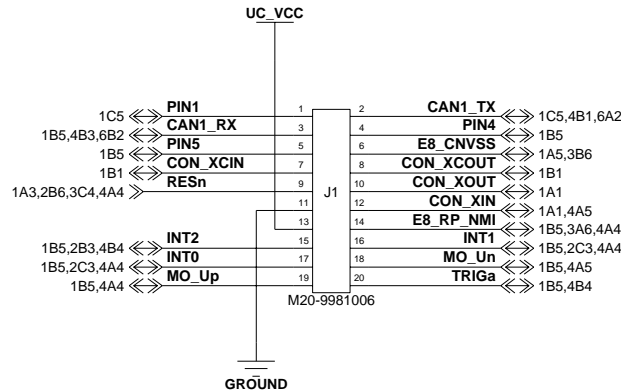 UC_VCC
1C5 PIN1 1 2 CAN1_TX 1C5,4B1,6A2
1B5,4B3,6B2 CAN1_RX 3 4 PIN4 1B5
1B5 PIN5 5 6 E8_CNVSS 1A5,3B6
1B1 CON_XCIN 7 8 CON_XCOUT 1B1
1A3,2B6,3C4,4A4 RESn 9 J1 10 CON_XOUT 1A1
11 12 CON_XIN 1A1,4A5
13 14 E8_RP_NMI 1B5,3A6,4A4
1B5,2B3,4B4 INT2 15 16 INT1 1B5,2C3,4A4
1B5,2C3,4A4 INT0 17 18 MO_Un 1B5,4A5
1B5,4A4 MO_Up 19 20 TRIGa 1B5,4B4
M20-9981006
GROUND